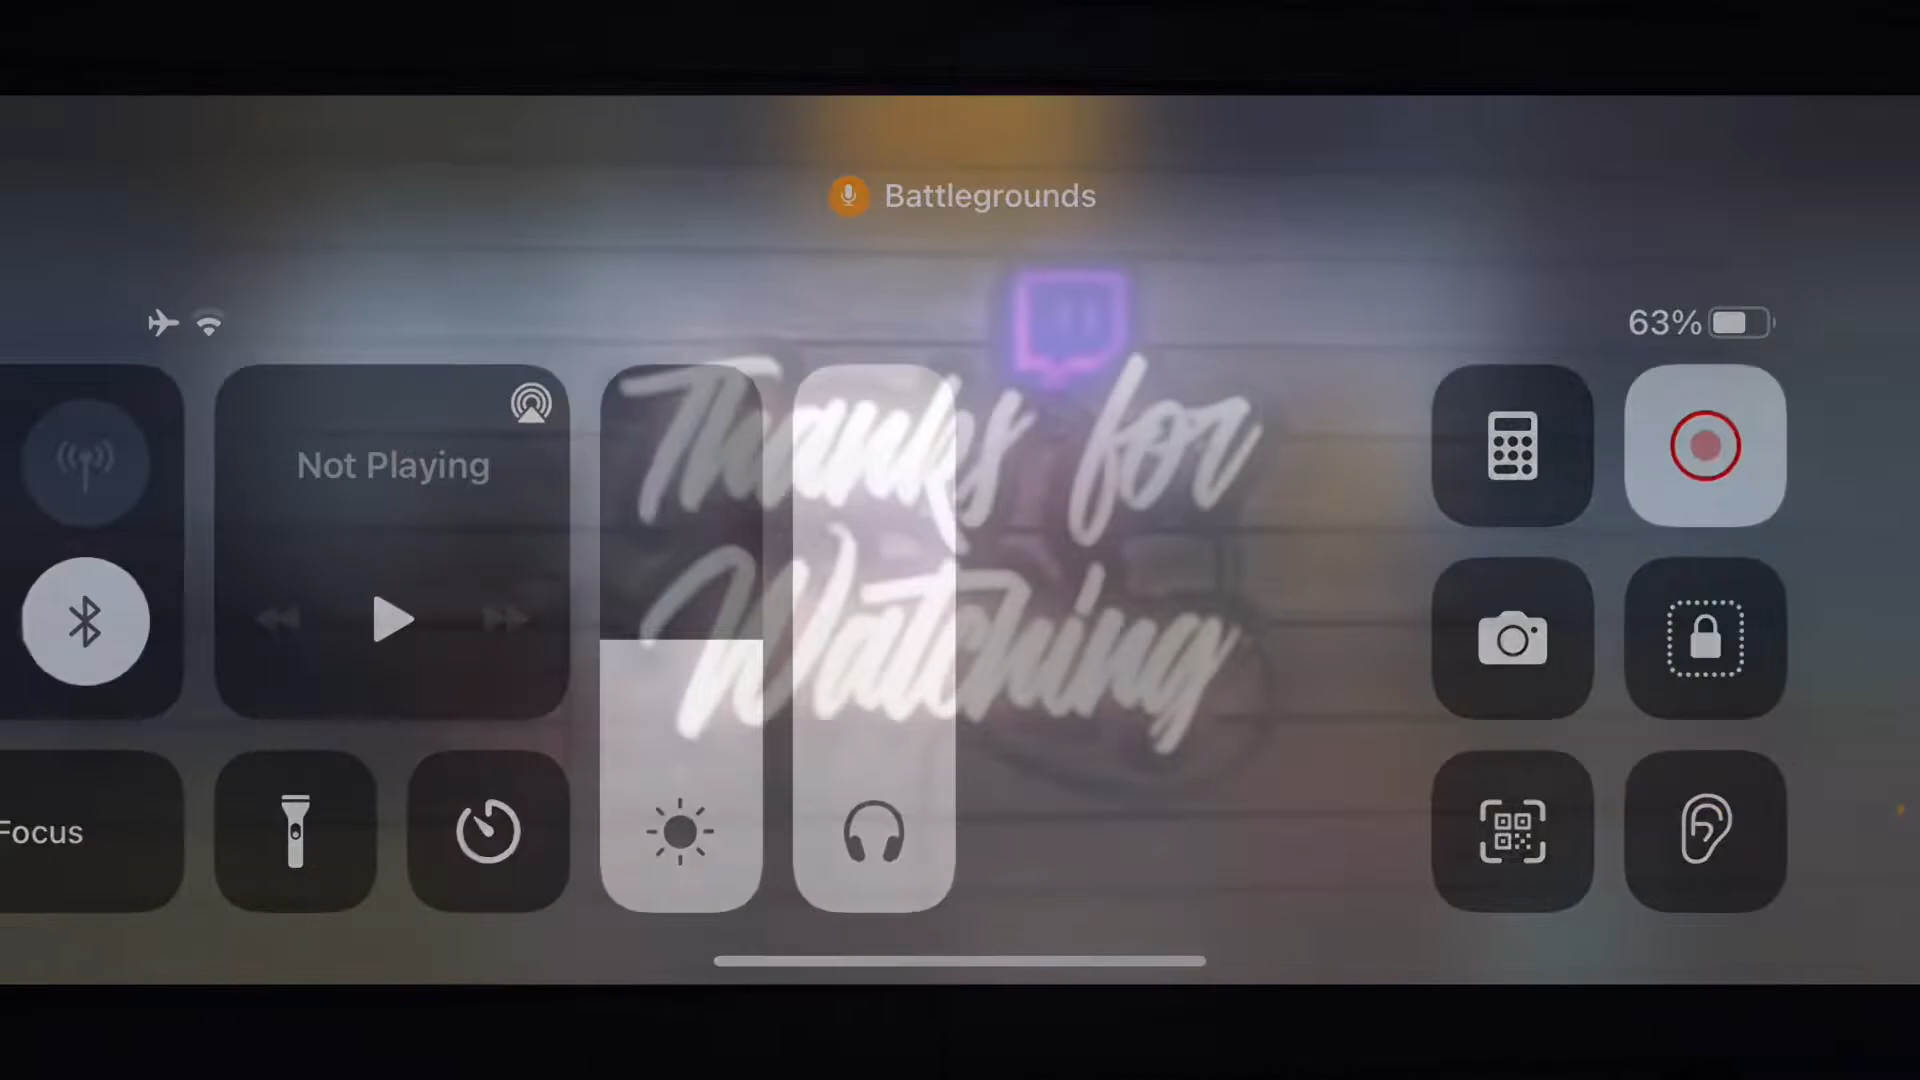 Battlegrounds
63%
Not Playing
Thanks for
Watching
Focus